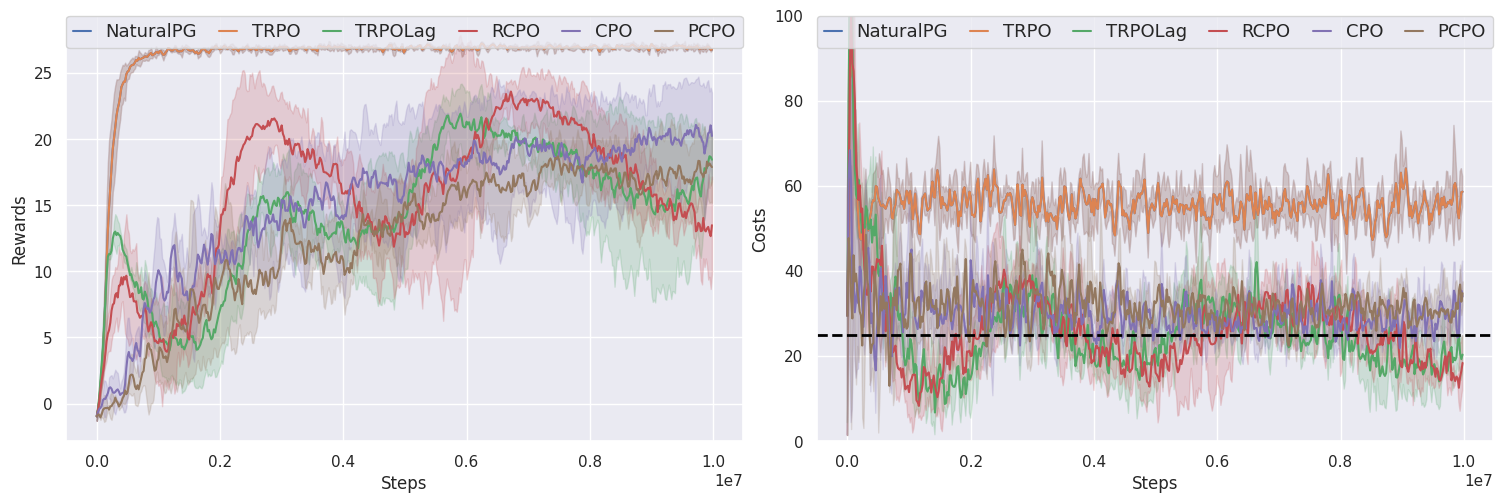 NaturalPG TRPO TRPOLag RCPO CPO PCPO
Rewards
25
20
15
10
5
0
0.0 0.2 0.4 0.6 0.8 1.0
1e7
Steps
NaturalPG TRPO TRPOLag RCPO CPO PCPO
Costs
100
80
60
40
20
0
0.0 0.2 0.4 0.6 0.8 1.0
1e7
Steps